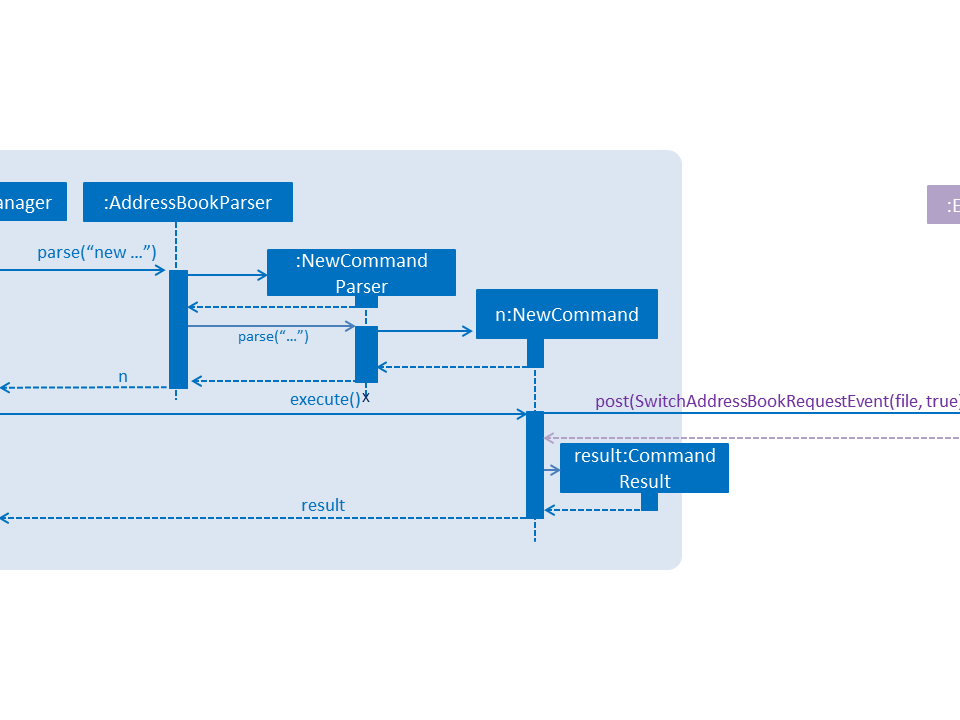 anager
:AddressBookParser
:E
parse(“new …”)
:NewCommand
Parser
n:NewCommand
parse(“…”)
n
execute()
x
post(SwitchAddressBookRequestEvent(file, true)
result:Command
Result
result